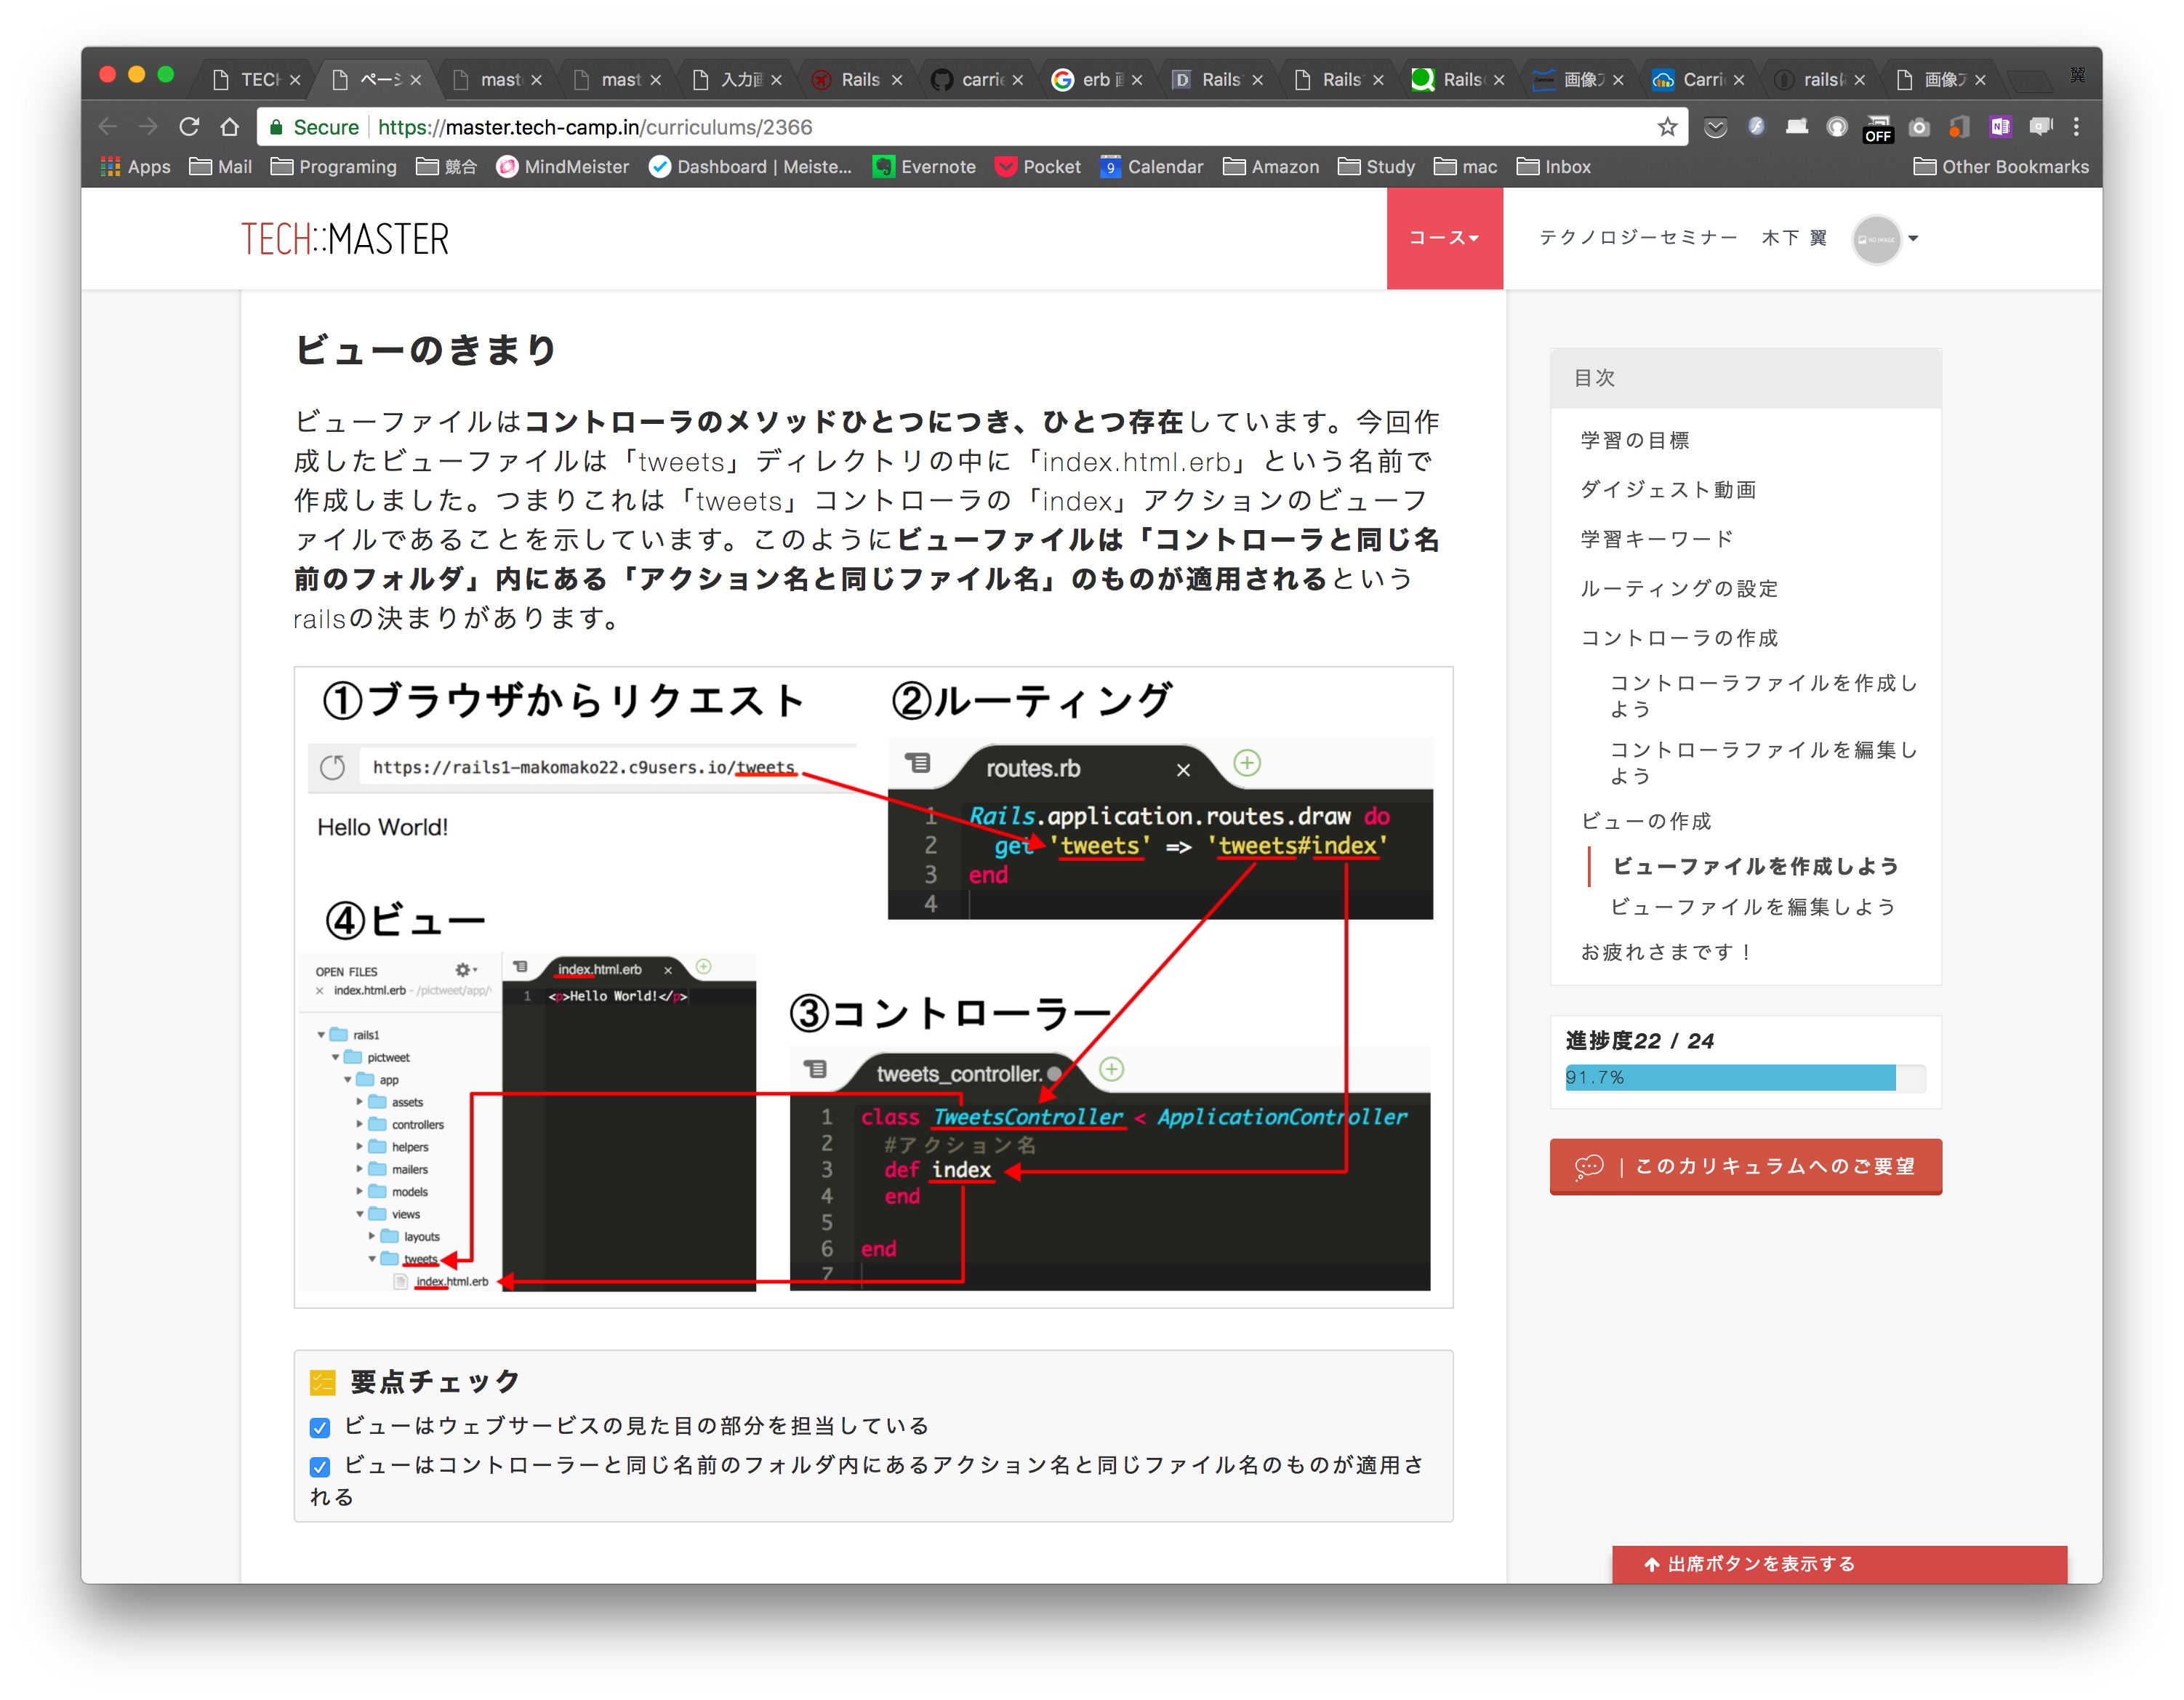 TECH
ページ
mast
mast
入力画
Rails
carrie
erb 画
Rails
Rails
Rails
画像ア
Carri
rails
画像ア
翼
Secure
https://master.tech-camp.in/curriculums/2366
OFF
Apps
Mail
Programing
競合
MindMeister
Dashboard | Meiste...
Evernote
9
Pocket
Calendar
Amazon
Study
mac
Inbox
Other Bookmarks
TECH::MASTER
コース
テクノロジーセミナー
木下 翼
NO IMAGE
ビューのきまり
ビューファイルはコントローラのメソッドひとつにつき、ひとつ存在しています。今回作
成したビューファイルは「tweets」ディレクトリの中に「index.html.erb」という名前で
作成しました。つまりこれは「tweets」コントローラの「index」アクションのビューフ
ァイルであることを示しています。このようにビューファイルは「コントローラと同じ名
前のフォルダ」内にある「アクション名と同じファイル名」のものが適用されるという
railsの決まりがあります。
①ブラウザからリクエスト
https://rails1-makomako22.c9users.io/tweets
Hello World!
②ルーティング
routes.rb
1 Rails.application.routes.draw do
2 get 'tweets' => 'tweets#index'
3 end
4
④ビュー
OPEN FILES
index.html.erb - /pictweet/app/
rails1
pictweet
app
assets
controllers
helpers
mailers
models
views
layouts
tweets
index.html.erb
index.html.erb
1 <p>Hello World!</p>
③コントローラー
tweets_controller.
1 class TweetsController < ApplicationController
2 #アクション名
3 def index
4 end
5
6 end
7
要点チェック
ビューはウェブサービスの見た目の部分を担当している
ビューはコントローラーと同じ名前のフォルダ内にあるアクション名と同じファイル名のものが適用さ
れる
目次
学習の目標
ダイジェスト動画
学習キーワード
ルーティングの設定
コントローラの作成
コントローラファイルを作成し
よう
コントローラファイルを編集し
よう
ビューの作成
ビューファイルを作成しよう
ビューファイルを編集しよう
お疲れさまです！
進捗度22 / 24
91.7%
| このカリキュラムへのご要望
出席ボタンを表示する